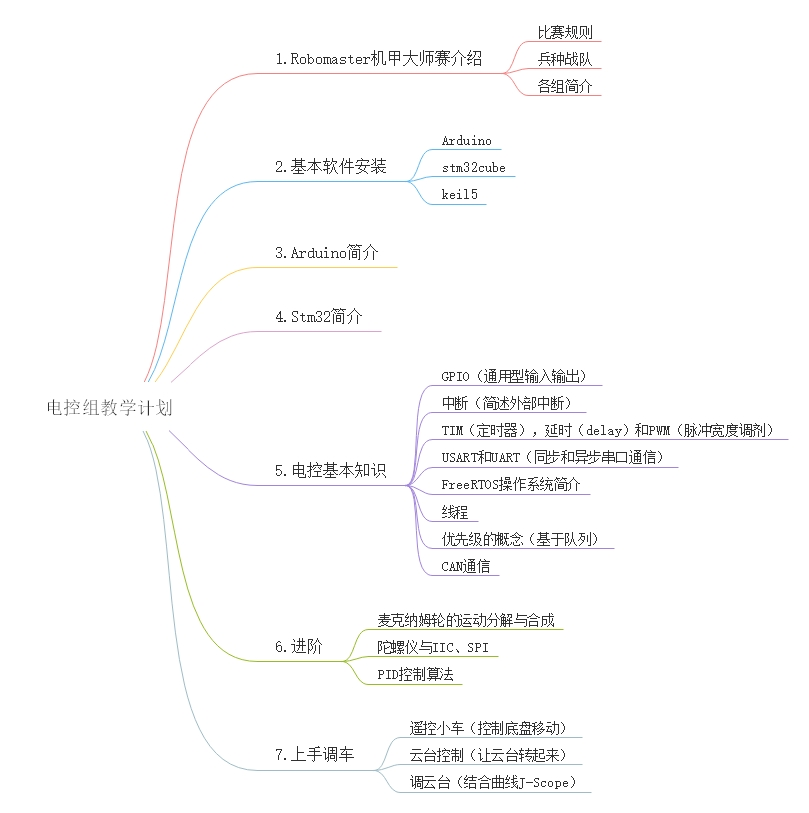 1.Robomaster机甲大师赛介绍
比赛规则
兵种战队
各组简介
2.基本软件安装
Arduino
stm32cube
keil5
3.Arduino简介
4.Stm32简介
电控组教学计划
5.电控基本知识
GPIO（通用型输入输出）
中断（简述外部中断）
TIM（定时器），延时（delay）和PWM（脉冲宽度调剂）
USART和UART（同步和异步串口通信）
FreeRTOS操作系统简介
线程
优先级的概念（基于队列）
CAN通信
6.进阶
麦克纳姆轮的运动分解与合成
陀螺仪与IIC、SPI
PID控制算法
7.上手调车
遥控小车（控制底盘移动）
云台控制（让云台转起来）
调云台（结合曲线J-Scope）